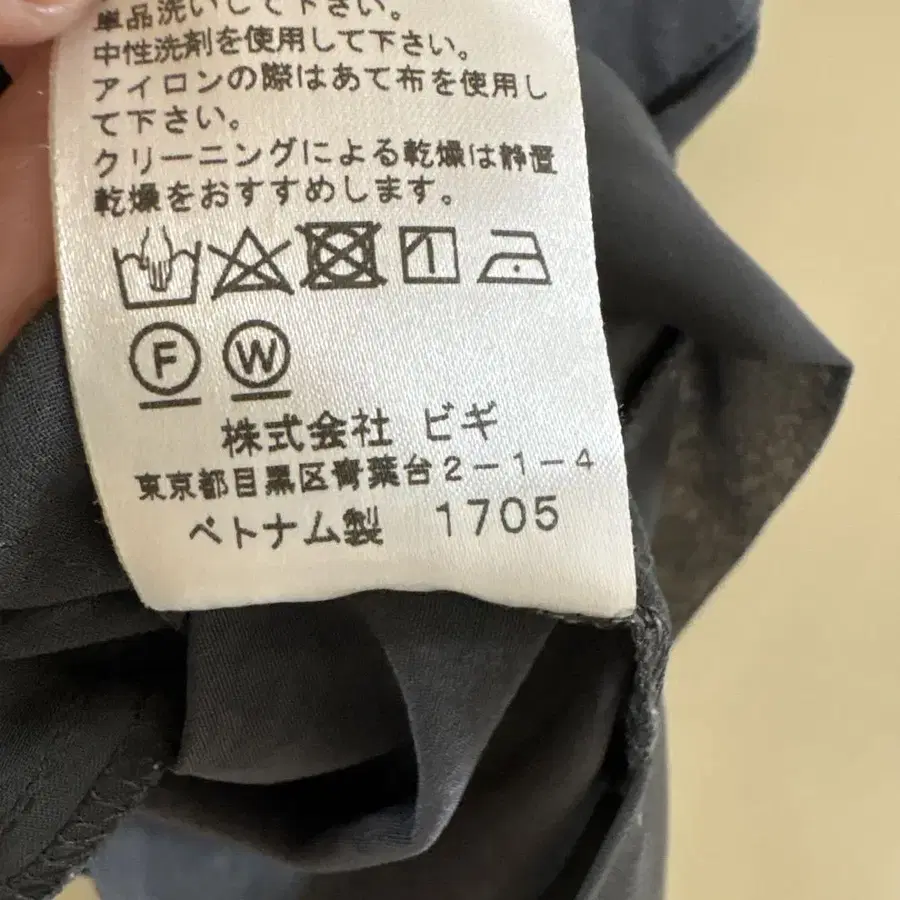 単品洗いして下さい。
中性洗剤を使用して下さい。
アイロンの際はあて布を使用し
て下さい。
クリーニングによる乾燥は静置
乾燥をおすすめします。
F W
株式会社 ビギ
東京都目黒区青葉台2-1-4
ベトナム製 1705